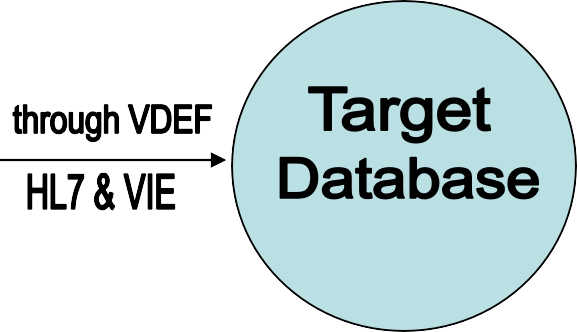 through VDEF
HL7 & VIE
Target
Database